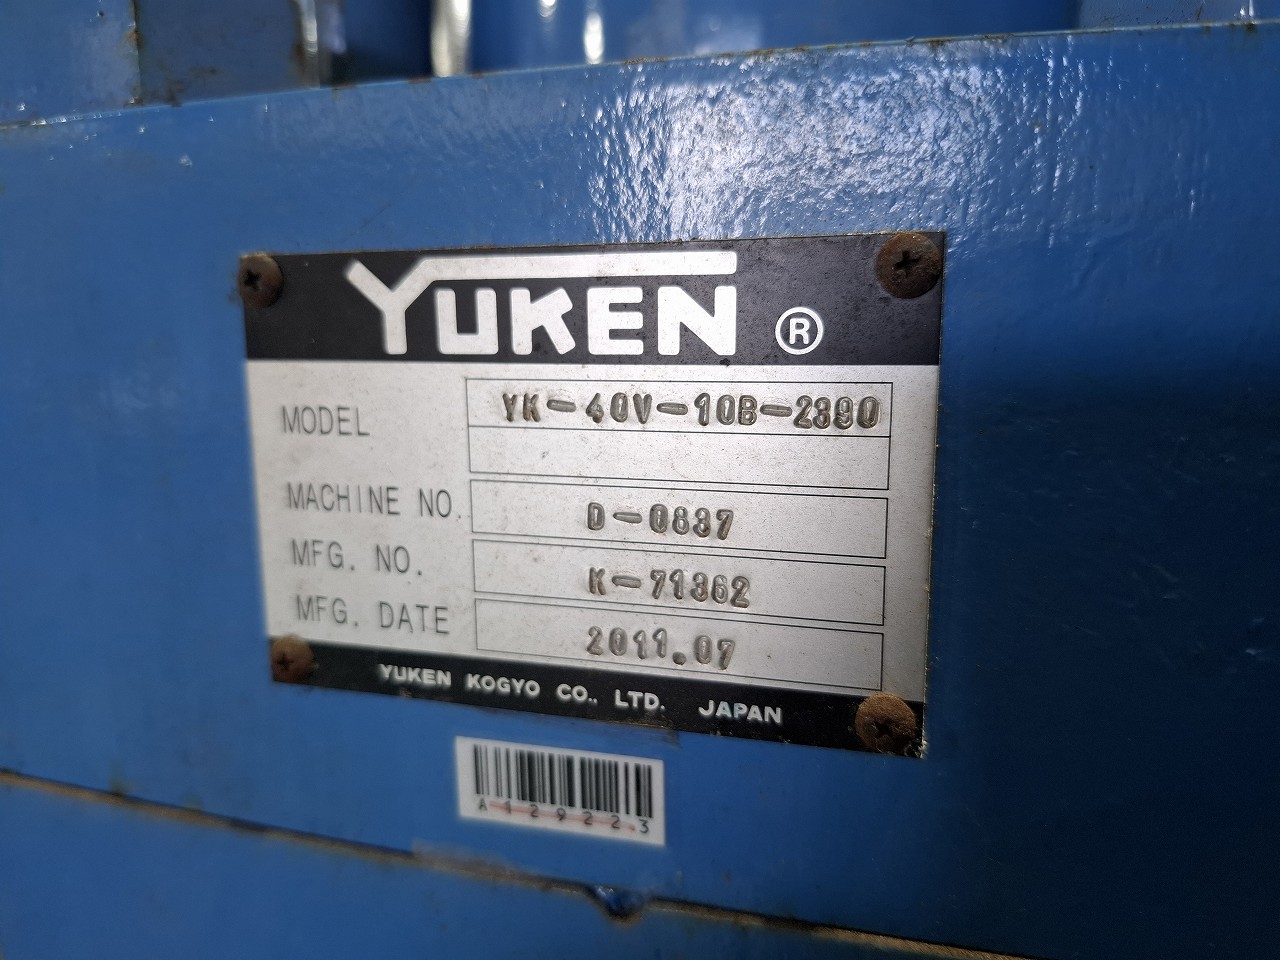 YUKEN ®
MODEL YK-40V-10B-2390
MACHINE NO. D-0837
MFG. NO. K-71362
MFG. DATE 2011.07
YUKEN KOGYO CO., LTD. JAPAN
A129223